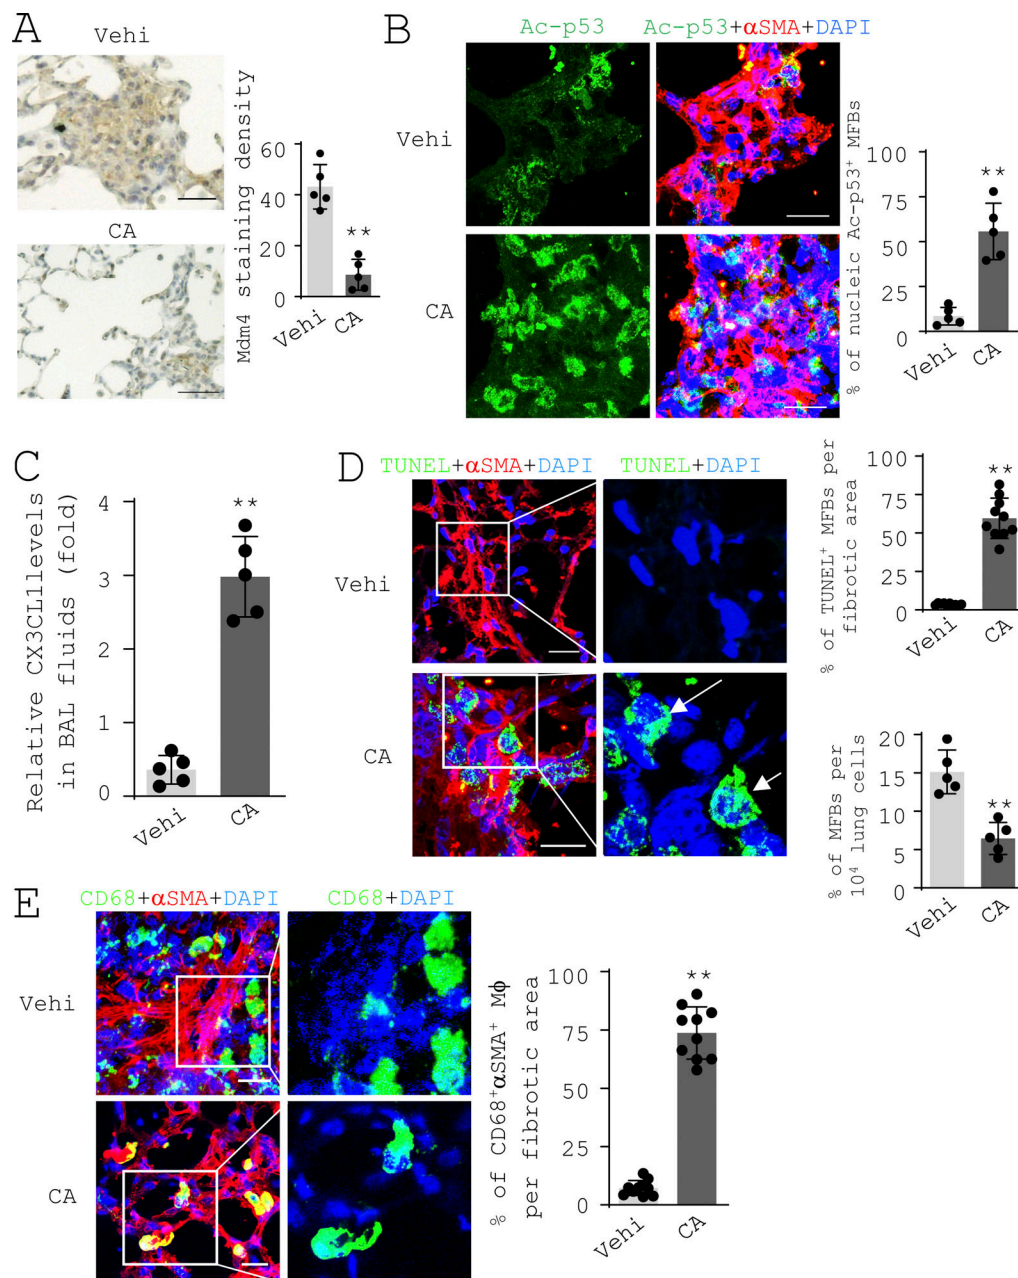 A
Vehi
CA
Mdm4 staining density
60
40
20
0
**
Vehi
CA
B
Ac-p53
Ac-p53+αSMA+DAPI
Vehi
CA
% of nucleic Ac-p53⁺ MFBs
100
75
50
25
0
**
Vehi
CA
C
Relative CX3CL1levels
in BAL fluids (fold)
4
3
2
1
0
**
Vehi
CA
D
TUNEL+αSMA+DAPI
TUNEL+DAPI
Vehi
CA
% of TUNEL⁺ MFBs per
fibrotic area
100
75
50
25
0
**
Vehi
CA
% of MFBs per
10⁴ lung cells
20
15
10
5
0
**
Vehi
CA
E
CD68+αSMA+DAPI
CD68+DAPI
Vehi
CA
% of CD68⁺αSMA⁺ Mϕ
per fibrotic area
100
75
50
25
0
**
Vehi
CA